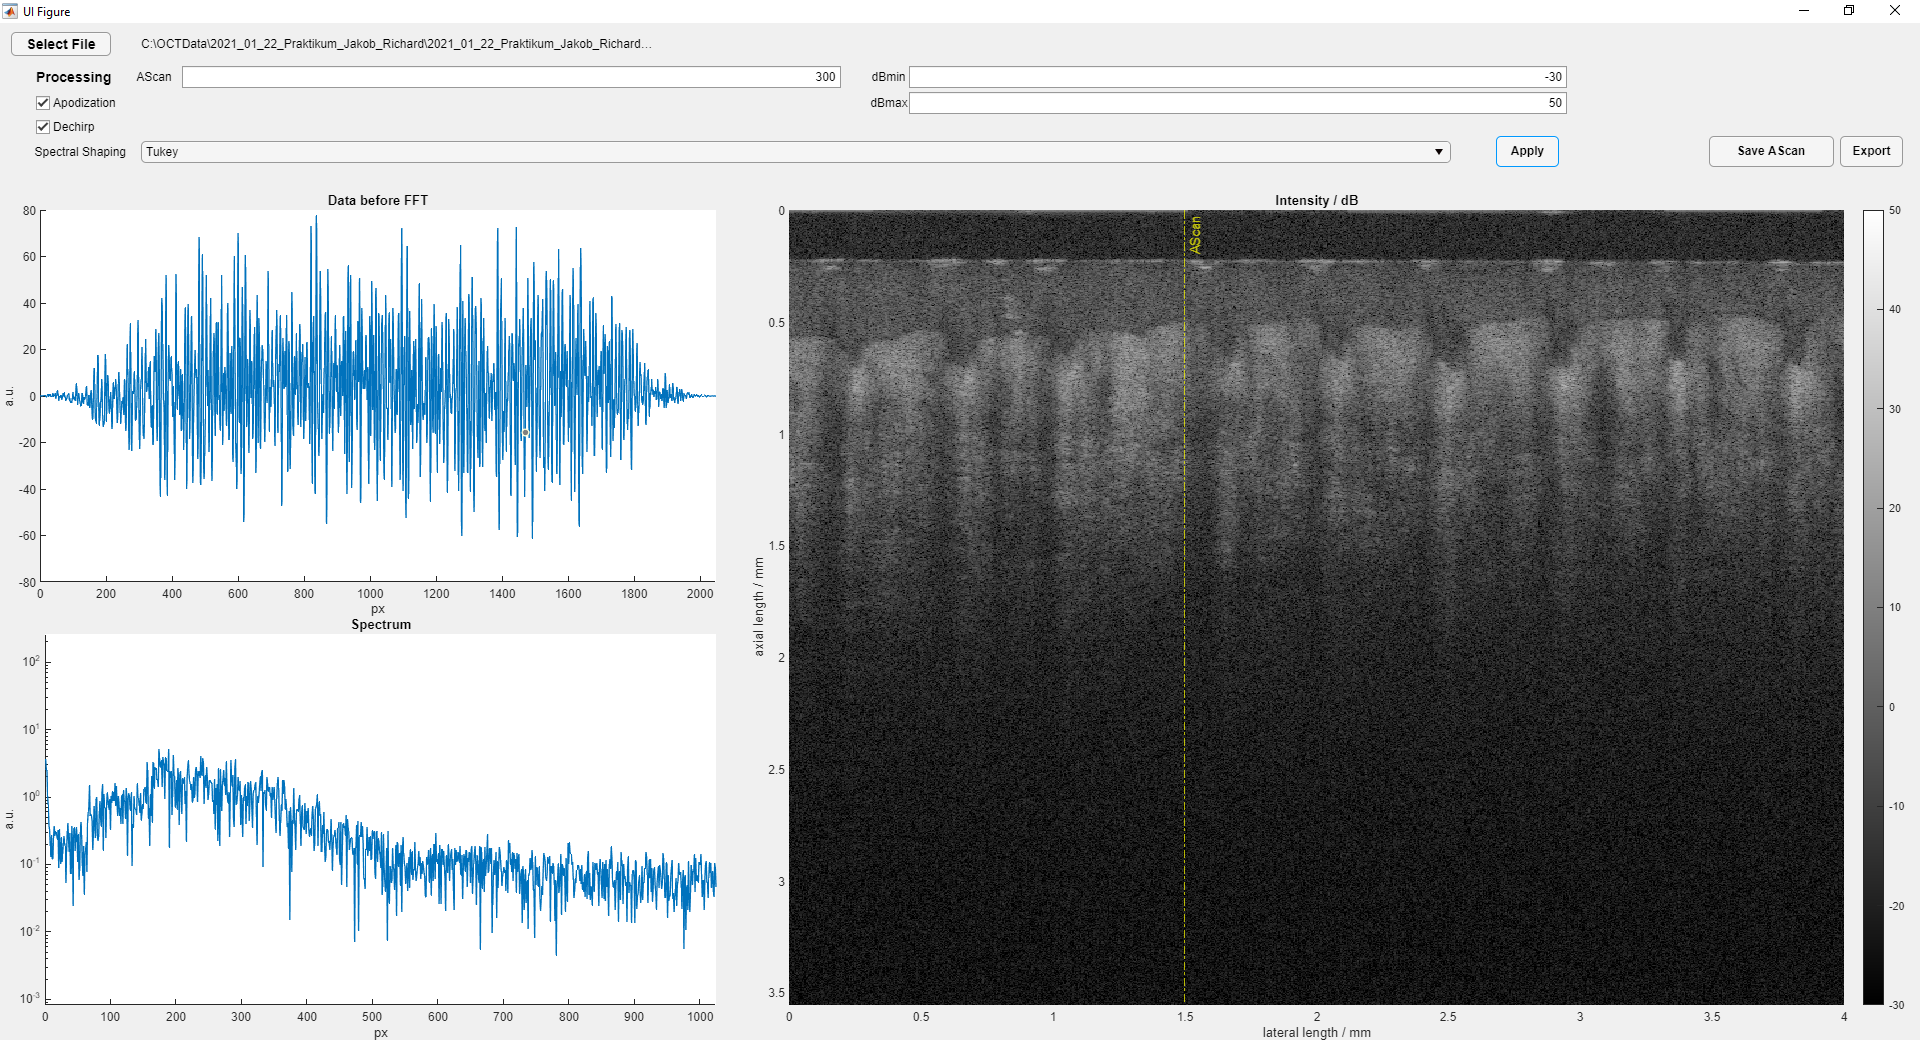 UI Figure
Select File C:\OCTData\2021_01_22_Praktikum_Jakob_Richard\2021_01_22_Praktikum_Jakob_Richard...
Processing AScan 300 dBmin -30
Apodization dBmax 50
Dechirp
Spectral Shaping Tukey Apply Save AScan Export
Data before FFT
80
60
40
20
0
-20
-40
-60
-80
a.u.
0 200 400 600 800 1000 1200 1400 1600 1800 2000
px
Spectrum
10^2
10^1
10^0
10^-1
10^-2
10^-3
a.u.
0 100 200 300 400 500 600 700 800 900 1000
px
Intensity / dB
AScan
0
0.5
1
1.5
2
2.5
3
3.5
axial length / mm
0 0.5 1 1.5 2 2.5 3 3.5 4
lateral length / mm
50
40
30
20
10
0
-10
-20
-30